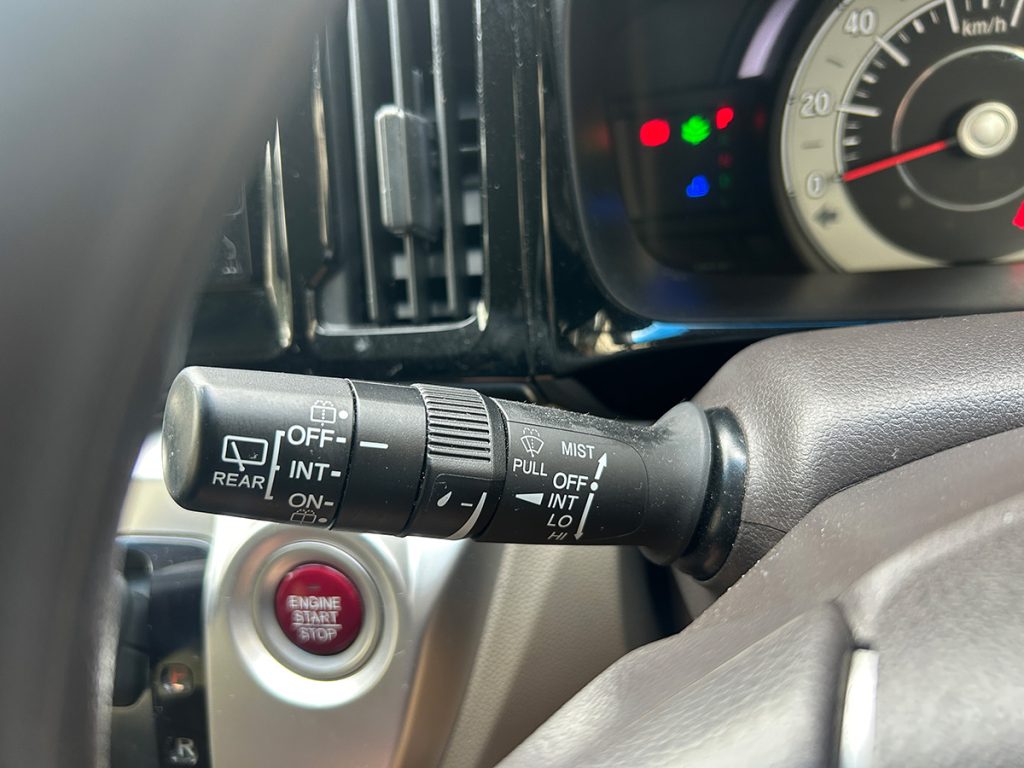 40
km/h
20
0
OFF
INT
ON
REAR
MIST
PULL
OFF
INT
LO
HI
ENGINE
START
STOP
R